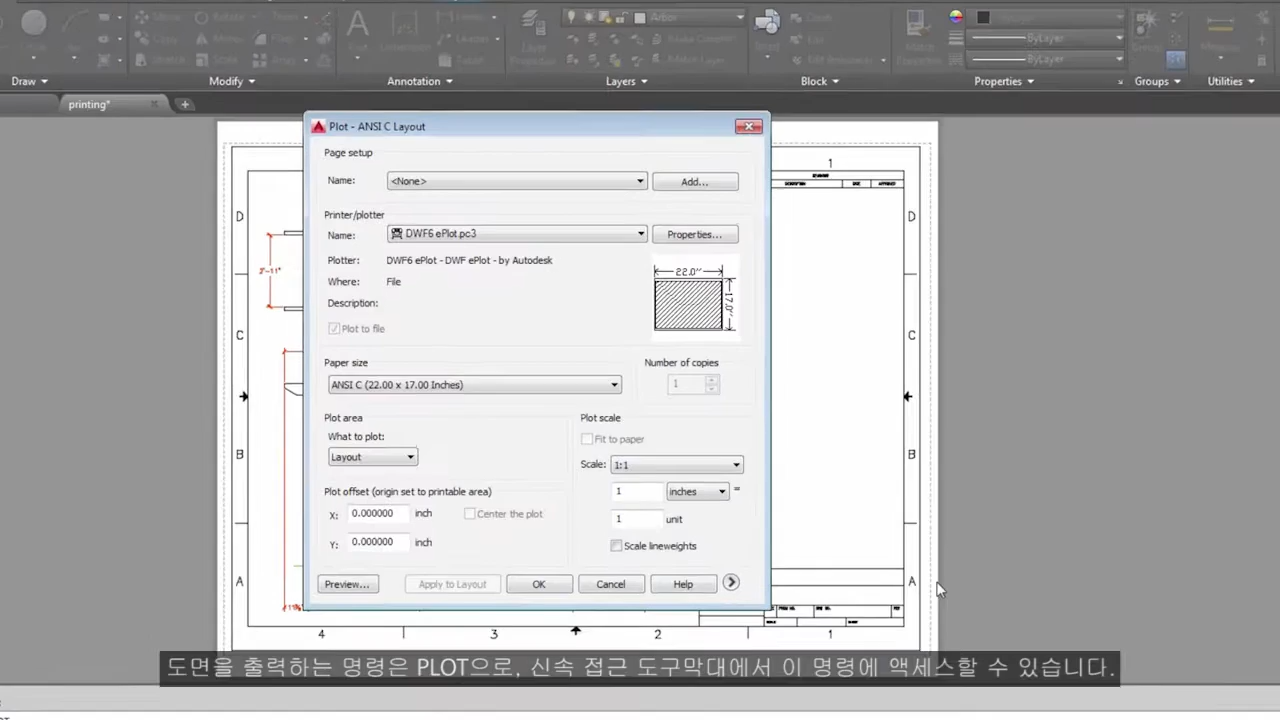 Draw
Modify
Annotation
Layers
Block
Properties
Groups
Utilities
Arbor
ByLayer
ByLayer
printing*
Plot - ANSI C Layout
Page setup
Name:
<None>
Add...
Printer/plotter
Name:
DWF6 ePlot.pc3
Properties...
Plotter:
DWF6 ePlot - DWF ePlot - by Autodesk
Where:
File
Description:
Plot to file
22.0''
17.0''
Paper size
ANSI C (22.00 x 17.00 Inches)
Number of copies
1
Plot area
What to plot:
Layout
Plot scale
Fit to paper
Scale:
1:1
1
inches
=
1
unit
Scale lineweights
Plot offset (origin set to printable area)
X:
0.000000
inch
Center the plot
Y:
0.000000
inch
Preview...
Apply to Layout
OK
Cancel
Help
D
C
B
A
1
D
C
B
A
2'-11"
4
3
2
1
도면을 출력하는 명령은 PLOT으로, 신속 접근 도구막대에서 이 명령에 액세스할 수 있습니다.